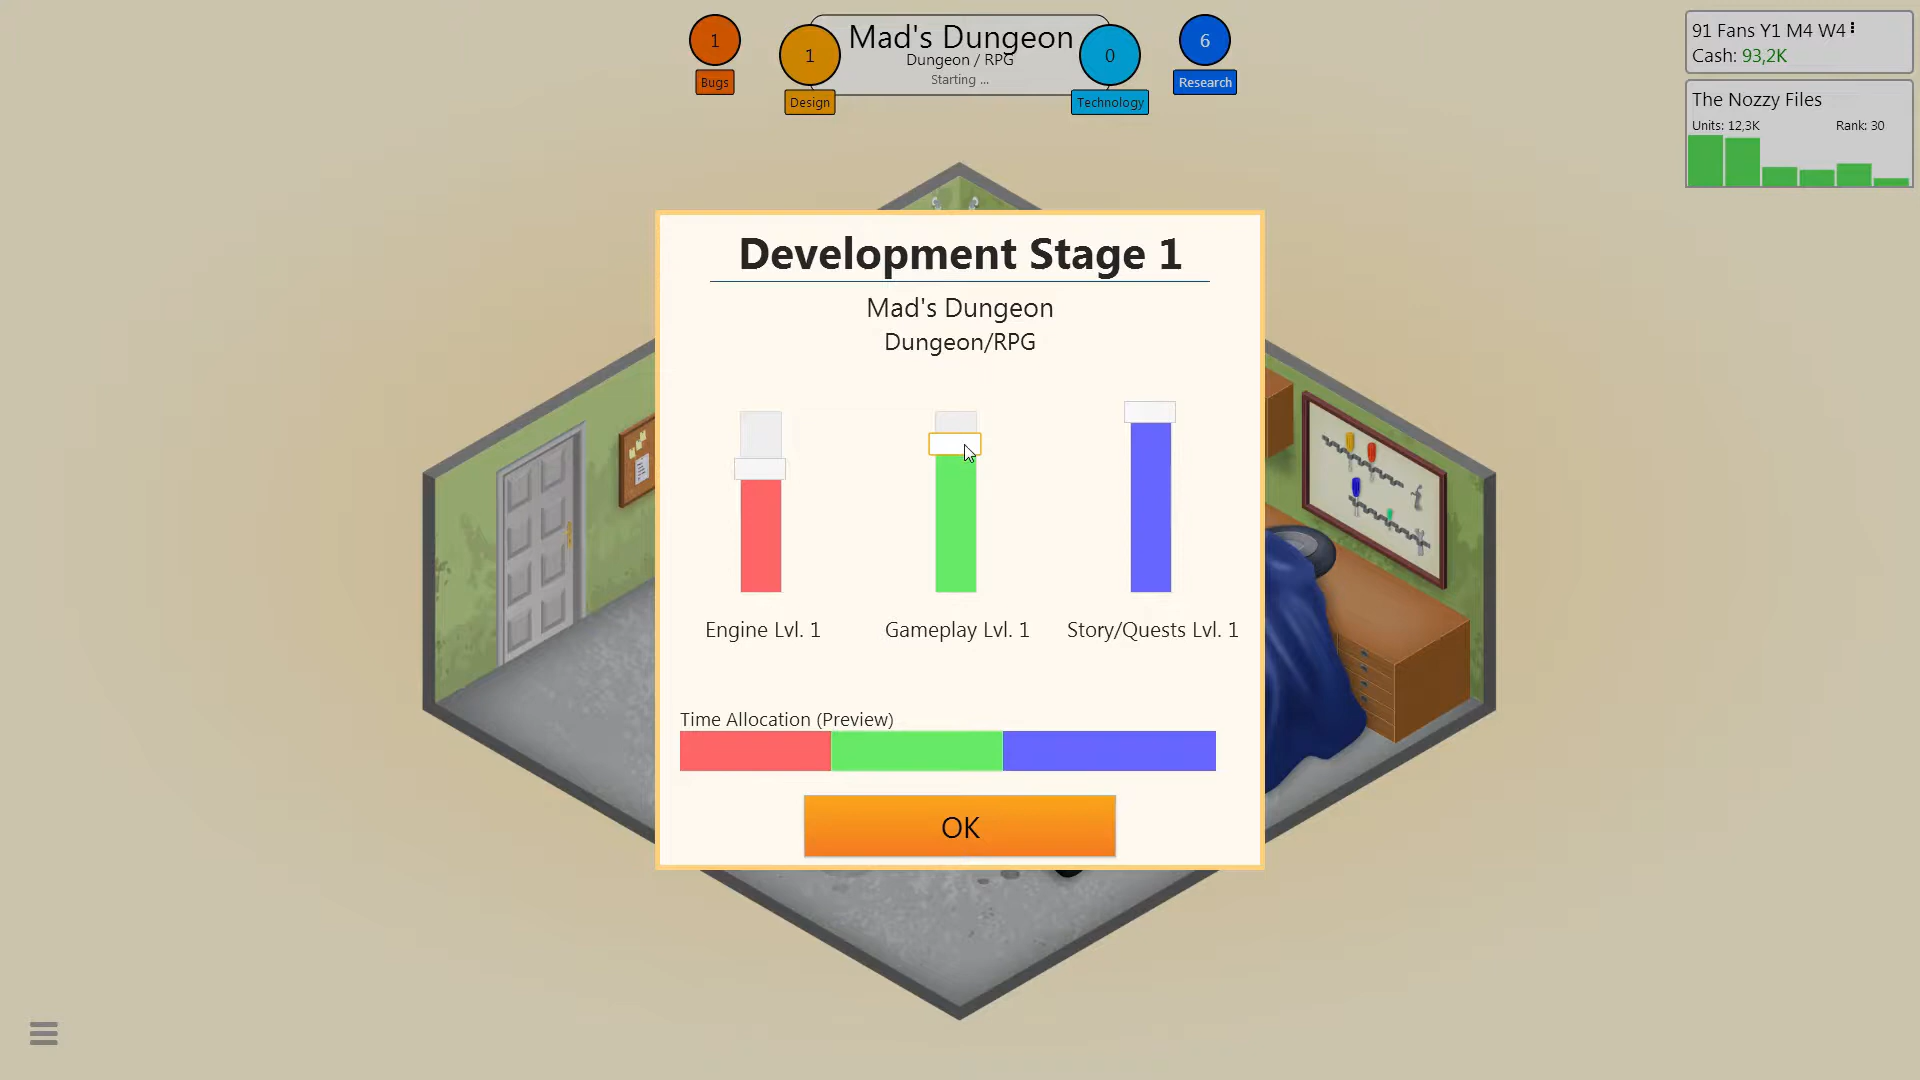 1
Bugs
1
Design
Mad's Dungeon
Dungeon / RPG
Starting ...
0
Technology
6
Research
91 Fans Y1 M4 W4
Cash: 93,2K
The Nozzy Files
Units: 12,3K Rank: 30
Development Stage 1
Mad's Dungeon
Dungeon/RPG
Engine Lvl. 1 Gameplay Lvl. 1 Story/Quests Lvl. 1
Time Allocation (Preview)
OK